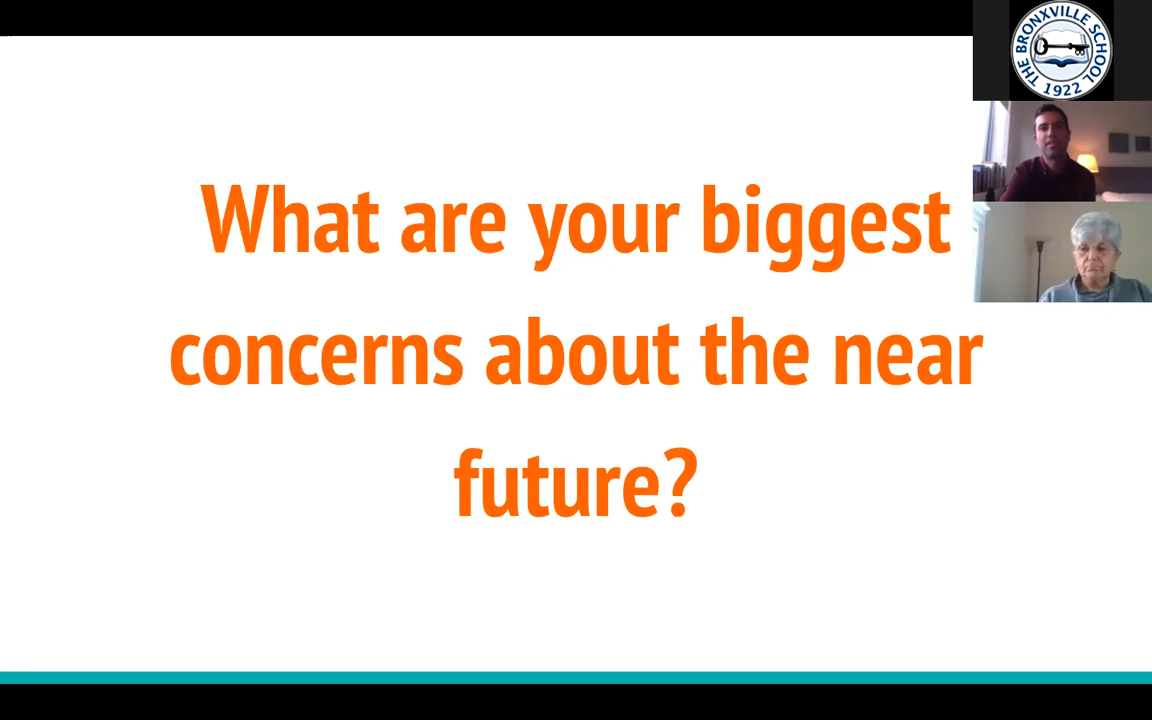 THE BRONXVILLE SCHOOL
1922
What are your biggest
concerns about the near
future?